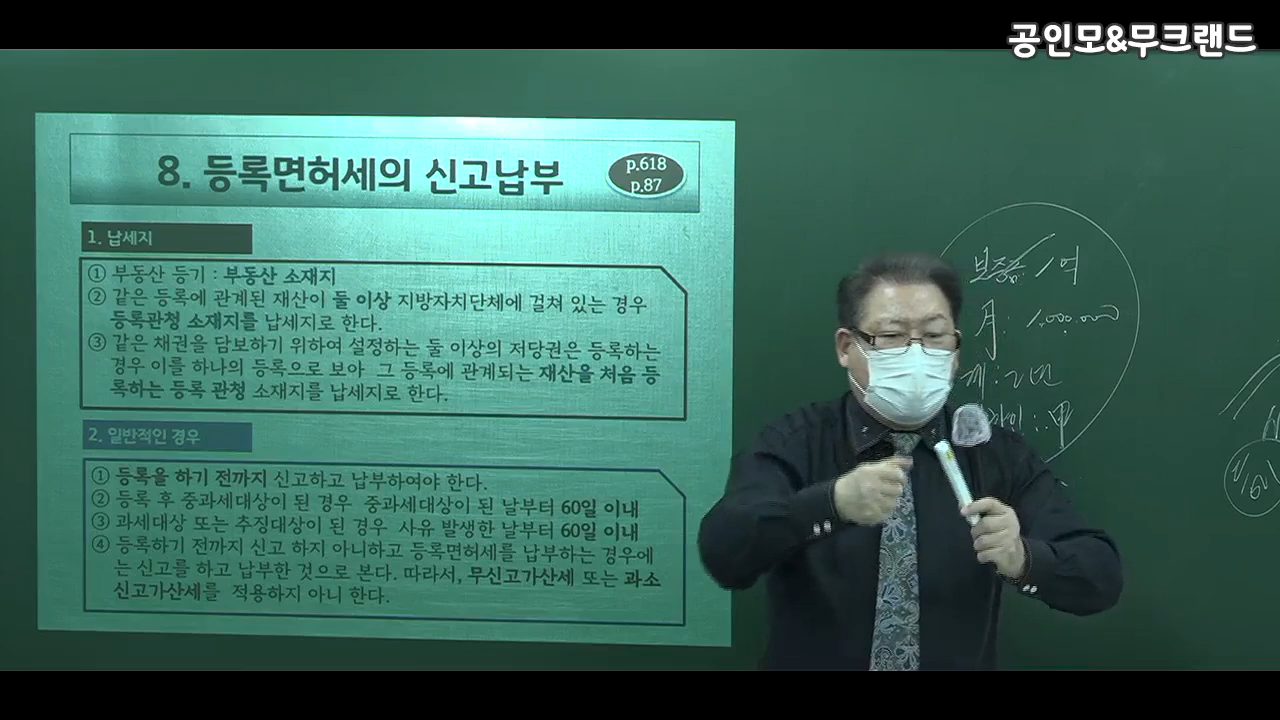 공인모&무크랜드
8. 등록면허세의 신고납부
p.618
p.87
1. 납세지
① 부동산 등기 : 부동산 소재지
② 같은 등록에 관계된 재산이 둘 이상 지방자치단체에 걸쳐 있는 경우
등록관청 소재지를 납세지로 한다.
③ 같은 채권을 담보하기 위하여 설정하는 둘 이상의 저당권은 등록하는
경우 이를 하나의 등록으로 보아 그 등록에 관계되는 재산을 처음 등
록하는 등록 관청 소재지를 납세지로 한다.
2. 일반적인 경우
① 등록을 하기 전까지 신고하고 납부하여야 한다.
② 등록 후 중과세대상이 된 경우 중과세대상이 된 날부터 60일 이내
③ 과세대상 또는 추징대상이 된 경우 사유 발생한 날부터 60일 이내
④ 등록하기 전까지 신고 하지 아니하고 등록면허세를 납부하는 경우에
는 신고를 하고 납부한 것으로 본다. 따라서, 무신고가산세 또는 과소
신고가산세를 적용하지 아니 한다.
보증금 1억
月: 1,000,000
: 2년
: 甲